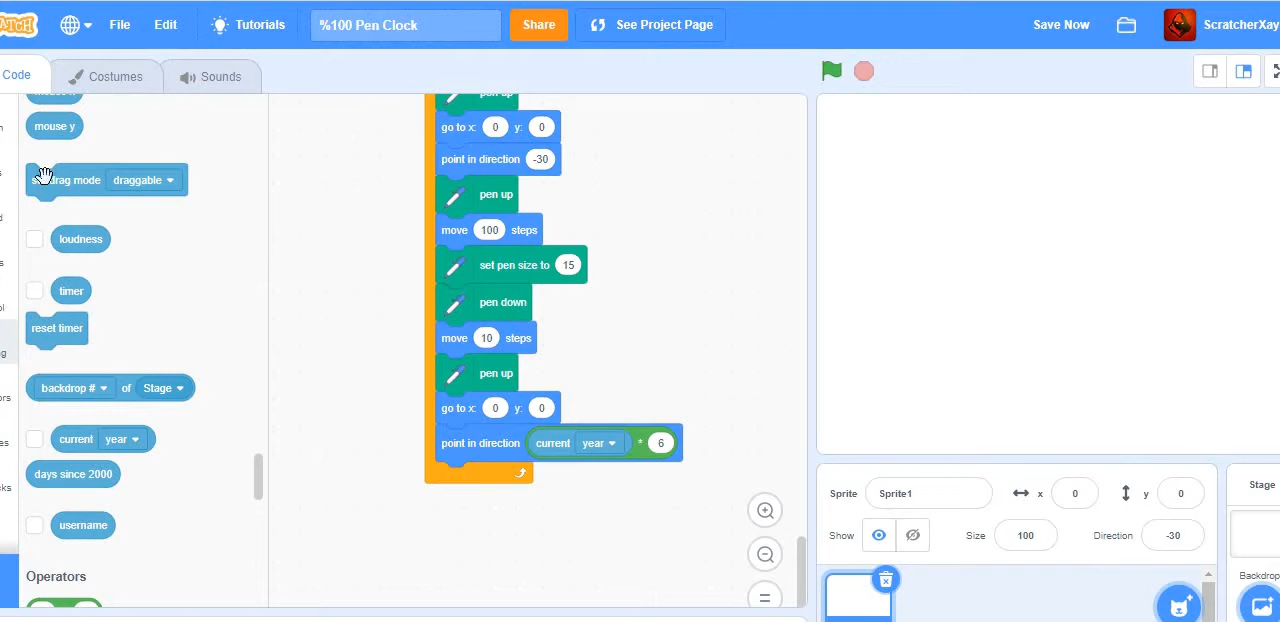 SCRATCH File Edit Tutorials %100 Pen Clock Share See Project Page Save Now ScratcherXay
Code Costumes Sounds
mouse y
drag mode draggable
loudness
timer
reset timer
backdrop # of Stage
current year
days since 2000
username
Operators
pen up
go to x: 0 y: 0
point in direction -30
pen up
move 100 steps
set pen size to 15
pen down
move 10 steps
pen up
go to x: 0 y: 0
point in direction current year * 6
Sprite Sprite1 x 0 y 0
Show Size 100 Direction -30
Stage
Backdrop